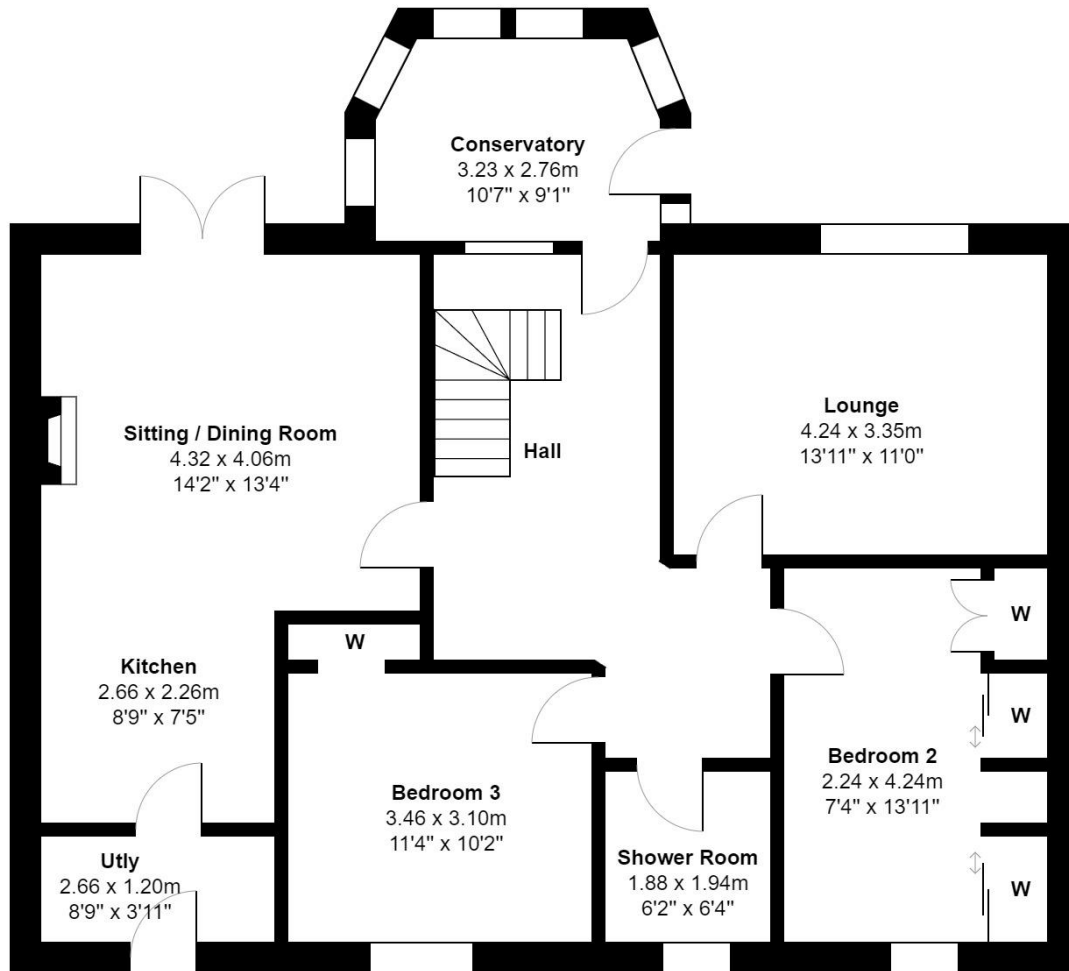 Conservatory
3.23 x 2.76m
10'7" x 9'1"
Sitting / Dining Room
4.32 x 4.06m
14'2" x 13'4"
Hall
Lounge
4.24 x 3.35m
13'11" x 11'0"
Kitchen
2.66 x 2.26m
8'9" x 7'5"
W
W
W
W
Bedroom 2
2.24 x 4.24m
7'4" x 13'11"
Bedroom 3
3.46 x 3.10m
11'4" x 10'2"
Utly
2.66 x 1.20m
8'9" x 3'11"
Shower Room
1.88 x 1.94m
6'2" x 6'4"